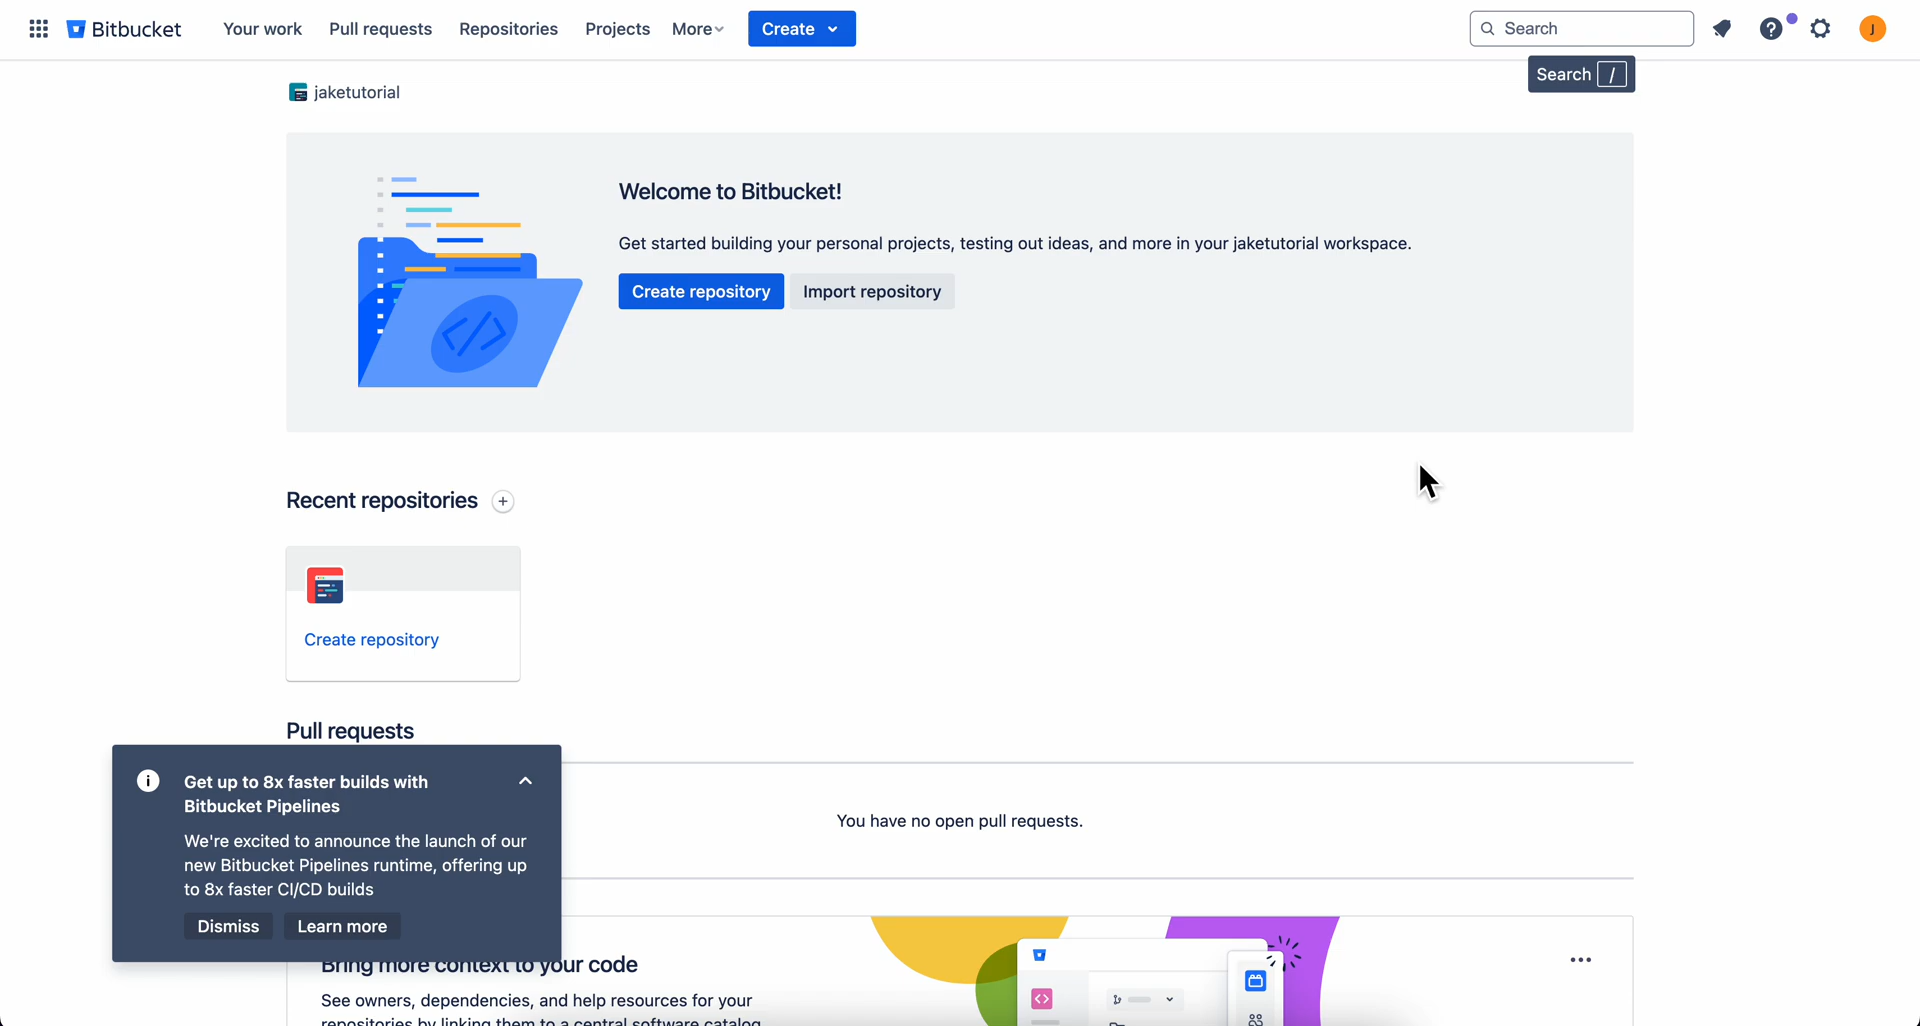 Bitbucket
Your work
Pull requests
Repositories
Projects
More
Create
Search
J
Search /
jaketutorial
Welcome to Bitbucket!
Get started building your personal projects, testing out ideas, and more in your jaketutorial workspace.
Create repository
Import repository
Recent repositories
Create repository
Pull requests
Get up to 8x faster builds with
Bitbucket Pipelines
We're excited to announce the launch of our
new Bitbucket Pipelines runtime, offering up
to 8x faster CI/CD builds
Dismiss
Learn more
You have no open pull requests.
Bring more context to your code
See owners, dependencies, and help resources for your
repositories by linking them to a central software catalog